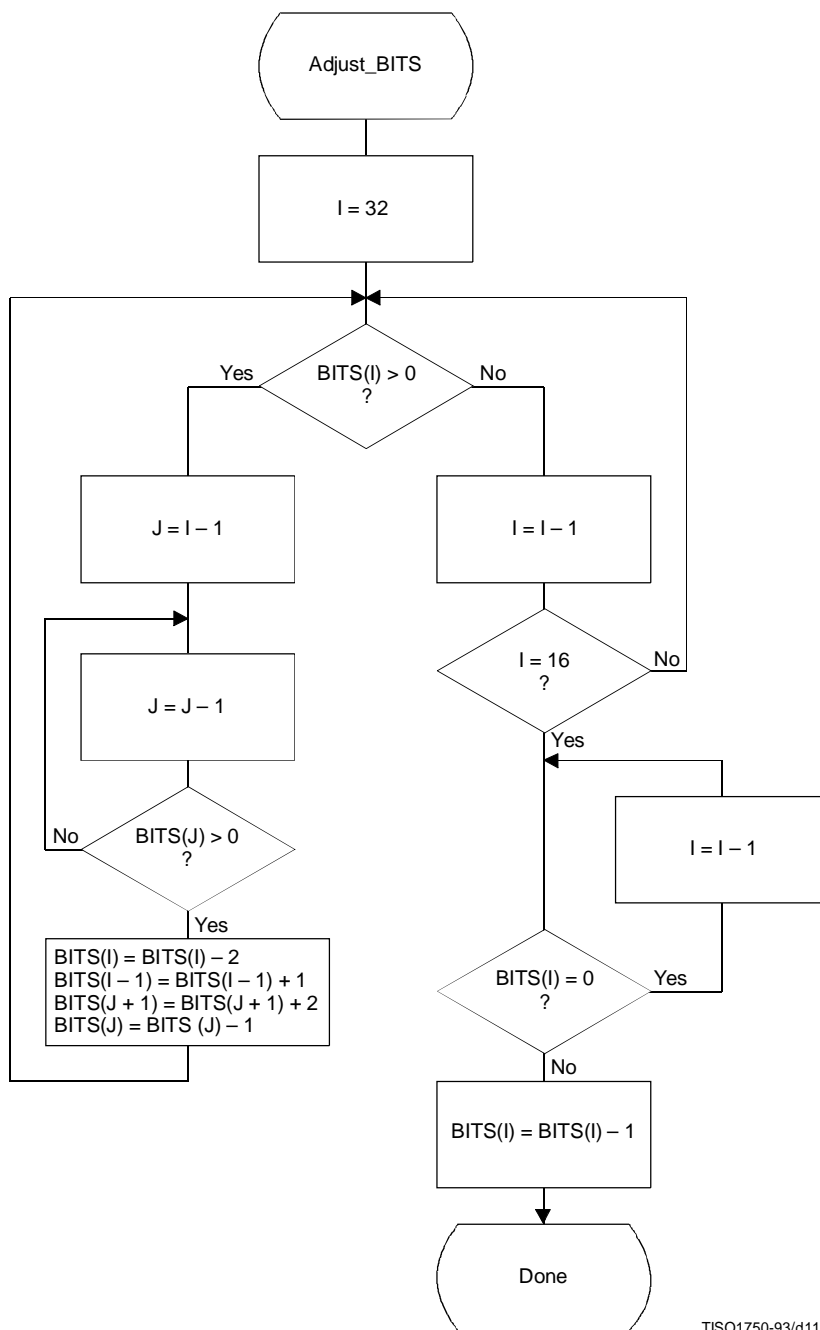 Adjust_BITS
I = 32
BITS(I) > 0
?
Yes
No
J = I – 1
I = I – 1
I = 16
?
No
Yes
J = J – 1
I = I – 1
BITS(J) > 0
?
No
Yes
BITS(I) = BITS(I) – 2
BITS(I – 1) = BITS(I – 1) + 1
BITS(J + 1) = BITS(J + 1) + 2
BITS(J) = BITS (J) – 1
BITS(I) = 0
?
Yes
No
BITS(I) = BITS(I) – 1
Done
TISO1750-93/d11